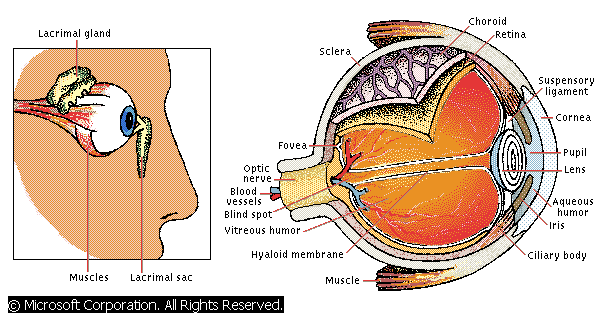 Lacrimal gland
Muscles
Lacrimal sac
Choroid
Retina
Sclera
Suspensory
ligament
Cornea
Fovea
Pupil
Optic
nerve
Lens
Blood
vessels
Aqueous
humor
Blind spot
Iris
Vitreous humor
Hyaloid membrane
Ciliary body
Muscle
© Microsoft Corporation. All Rights Reserved.